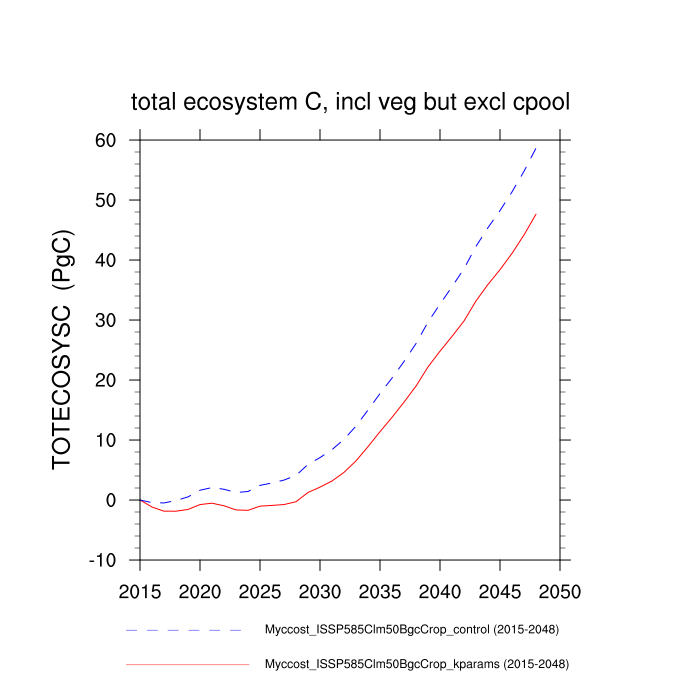 total ecosystem C, incl veg but excl cpool
TOTECOSYSC (PgC)
60
50
40
30
20
10
0
-10
2015 2020 2025 2030 2035 2040 2045 2050
Myccost_ISSP585Clm50BgcCrop_control (2015-2048)
Myccost_ISSP585Clm50BgcCrop_kparams (2015-2048)